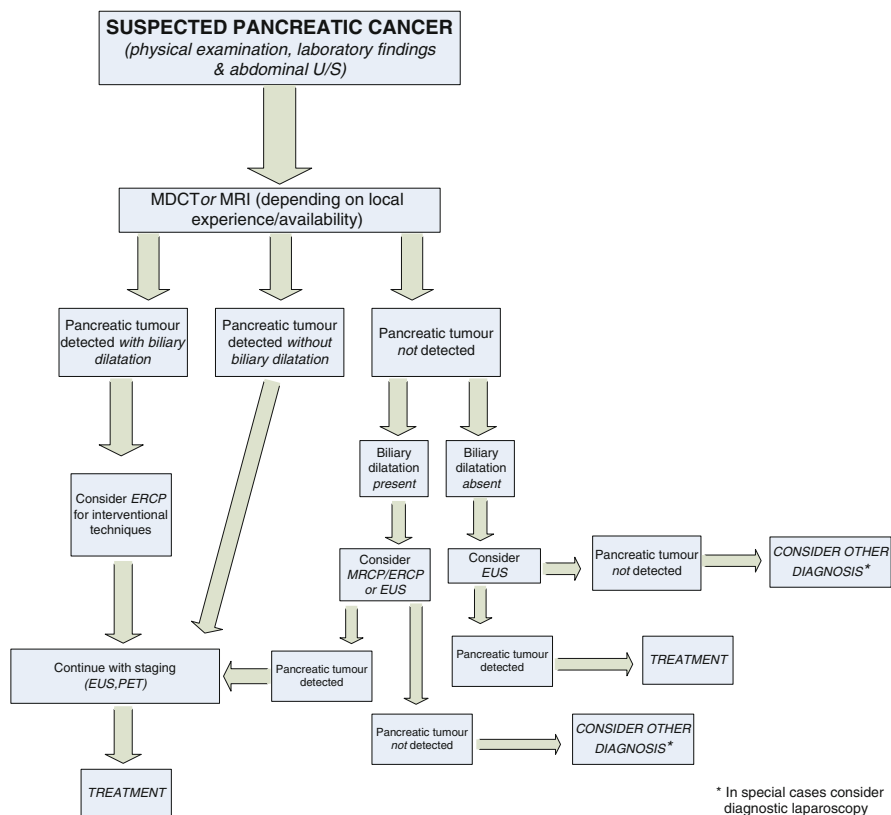 SUSPECTED PANCREATIC CANCER
(physical examination, laboratory findings
& abdominal U/S)
MDCTor MRI (depending on local
experience/availability)
Pancreatic tumour
detected with biliary
dilatation)
Pancreatic tumour
detected without
biliary dilatation
Pancreatic tumour
not detected
Biliary
dilatation
present
Biliary
dilatation
absent
Consider ERCP
for interventional
techniques
Consider
MRCP/ERCP
or EUS
Consider
EUS
Pancreatic tumour
not detected
CONSIDER OTHER
DIAGNOSIS*
Continue with staging
(EUS,PET)
Pancreatic tumour
detected
Pancreatic tumour
detected
TREATMENT
Pancreatic tumour
not detected
CONSIDER OTHER
DIAGNOSIS*
TREATMENT
* In special cases consider
diagnostic laparoscopy